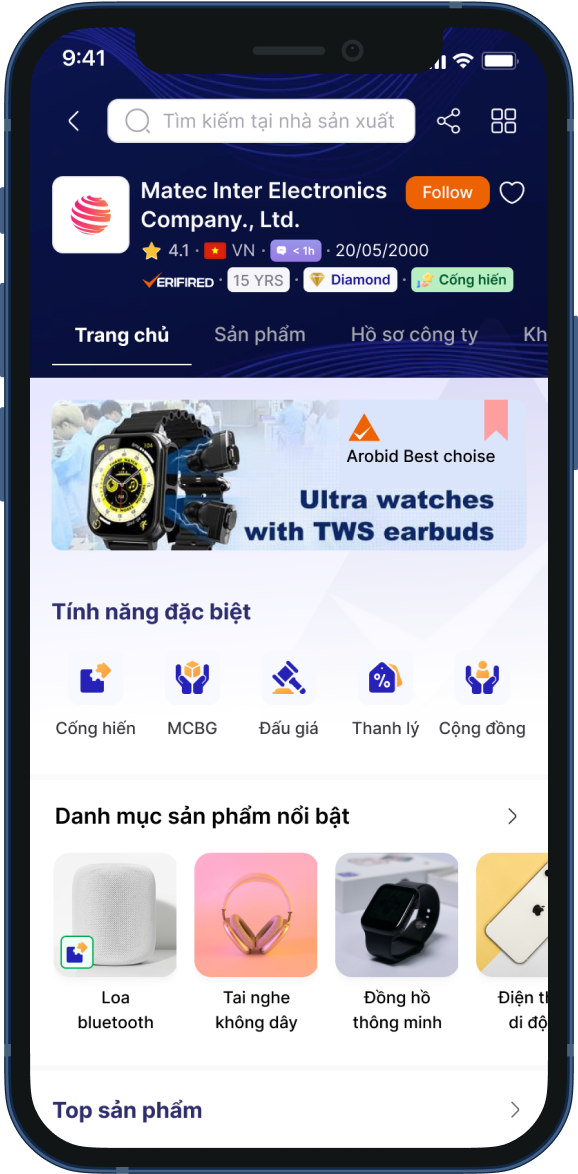 9:41
Tìm kiếm tại nhà sản xuất
Matec Inter Electronics
Company., Ltd.
Follow
4.1 · VN · < 1h · 20/05/2000
VERIFIRED · 15 YRS · Diamond · Cống hiến
Trang chủ
Sản phẩm
Hồ sơ công ty
Kh
Arobid Best choise
Ultra watches
with TWS earbuds
Tính năng đặc biệt
Cống hiến
MCBG
Đấu giá
Thanh lý
Cộng đồng
Danh mục sản phẩm nổi bật
Loa
bluetooth
Tai nghe
không dây
Đồng hồ
thông minh
Điện th
di độ
Top sản phẩm